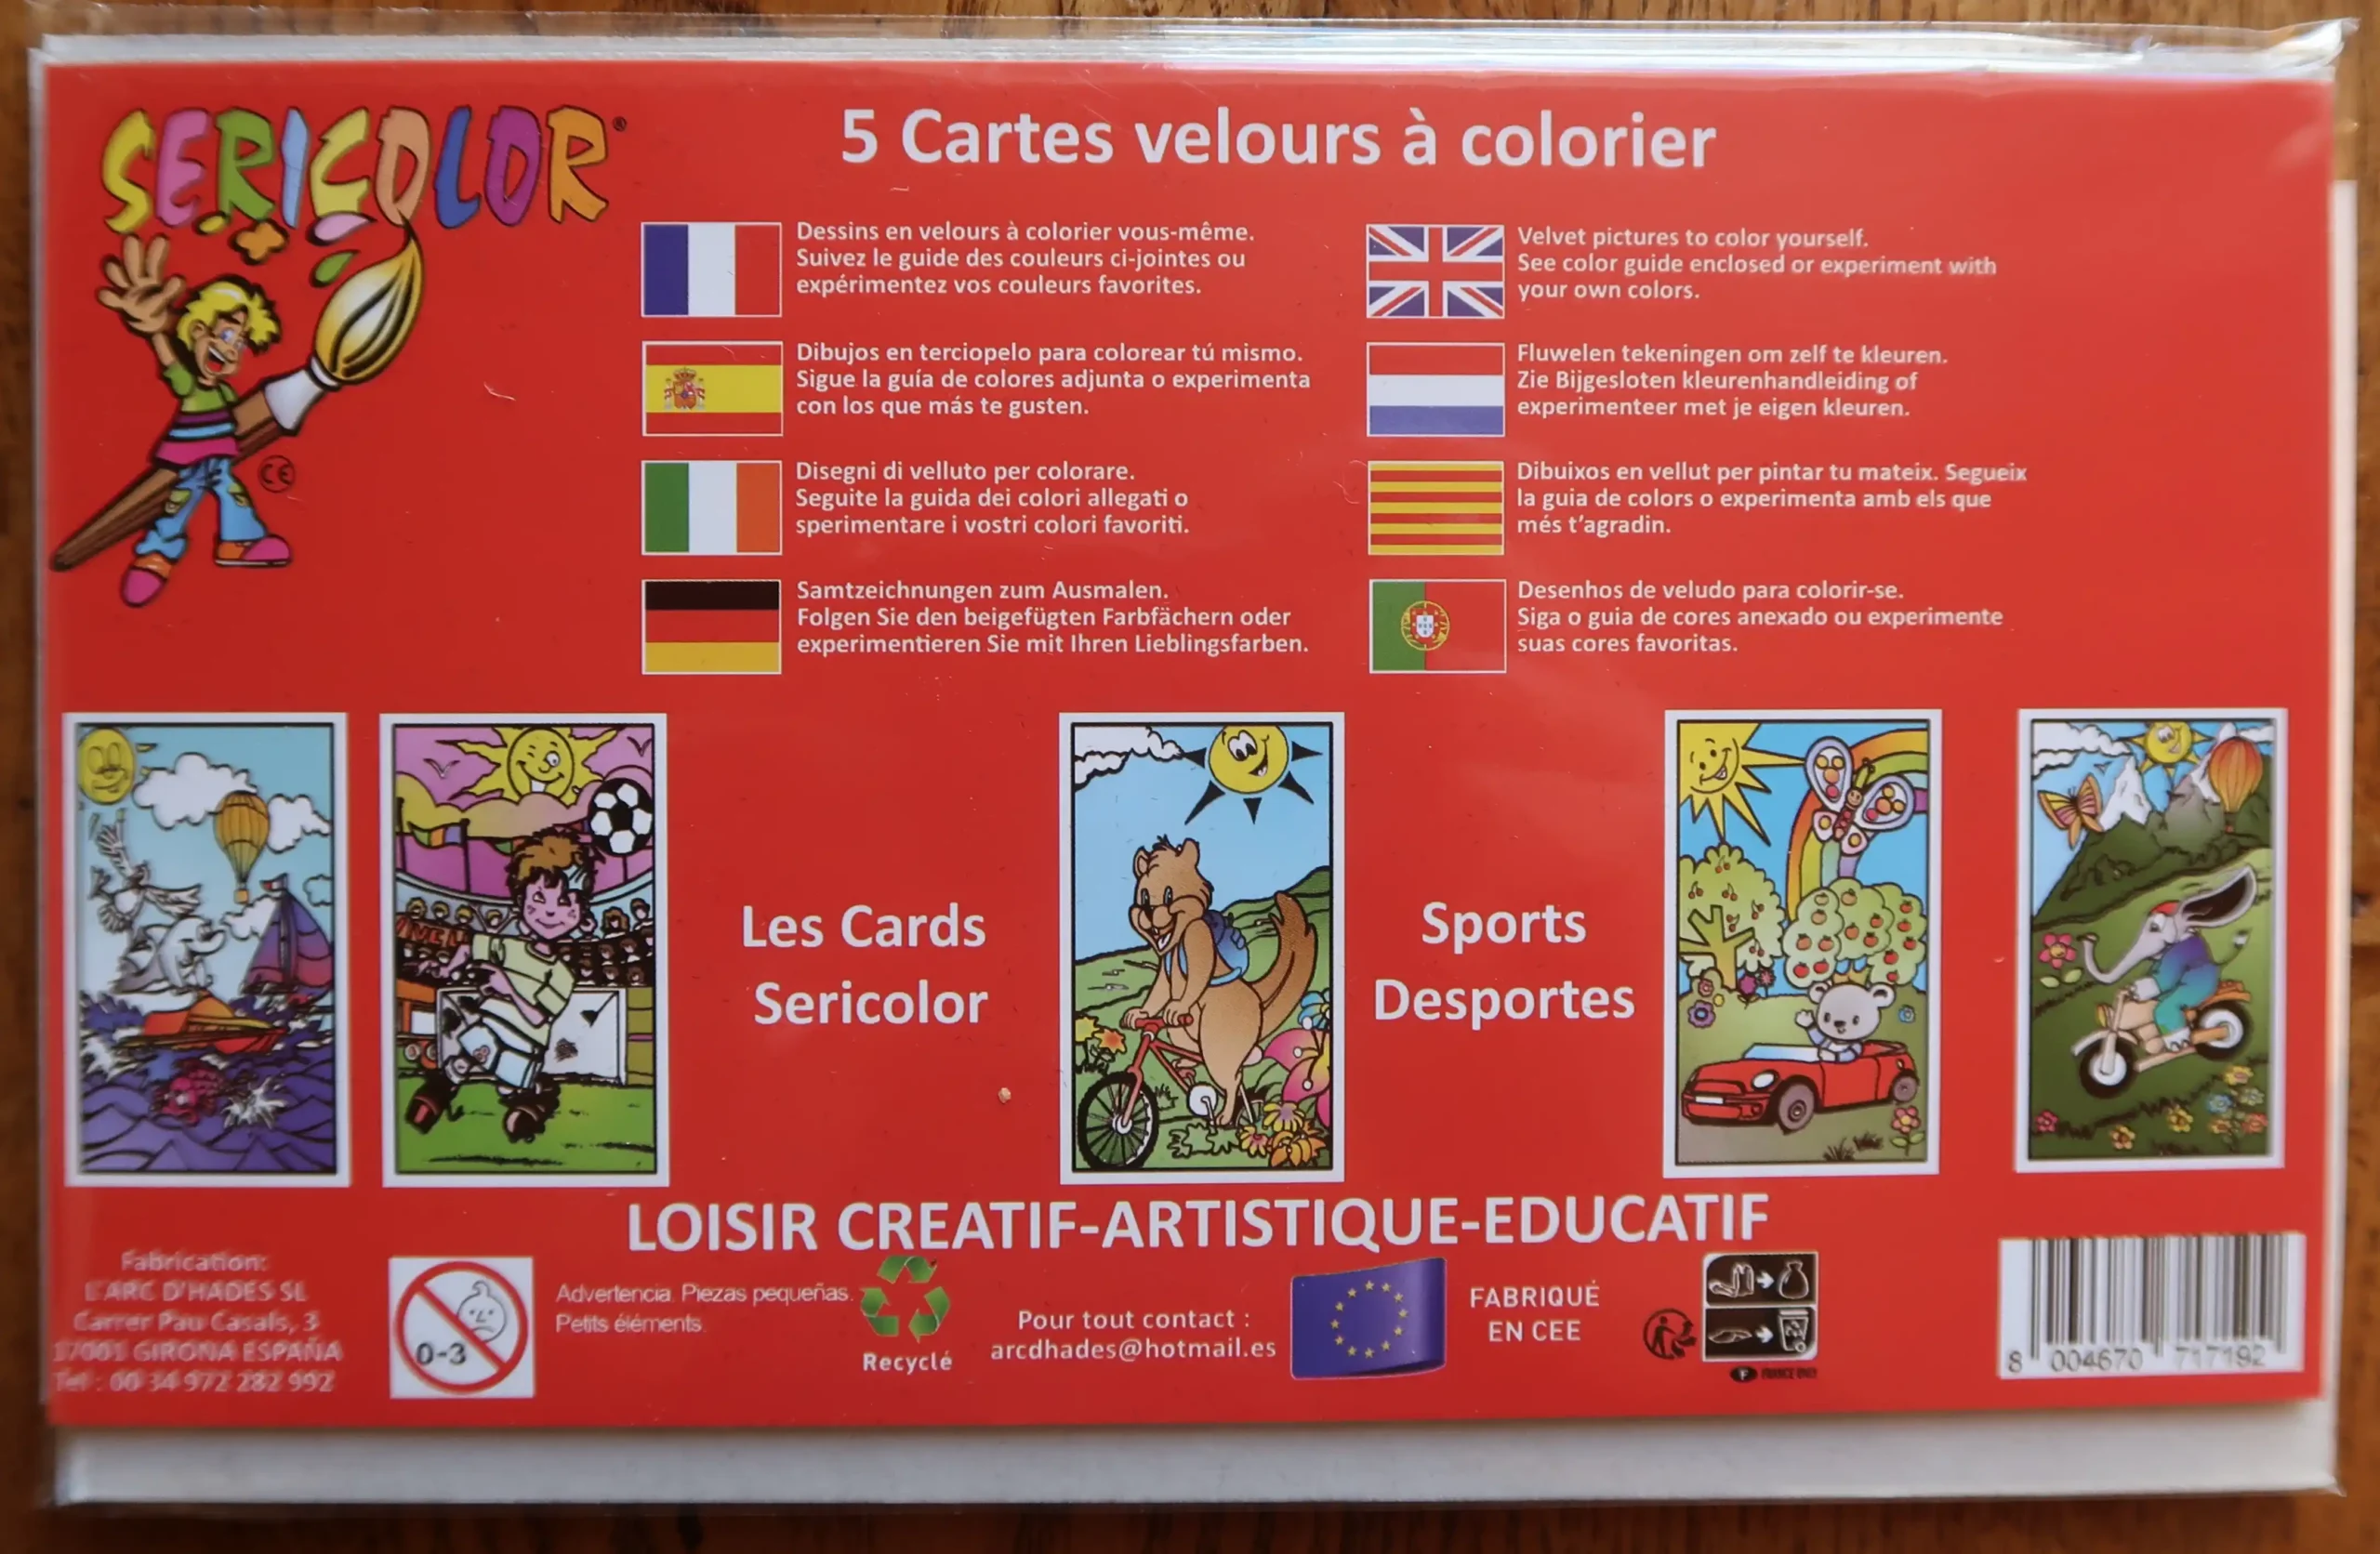 SERICOLOR®
5 Cartes velours à colorier
Dessins en velours à colorier vous-même.
Suivez le guide des couleurs ci-jointes ou
expérimentez vos couleurs favorites.
Velvet pictures to color yourself.
See color guide enclosed or experiment with
your own colors.
Dibujos en terciopelo para colorear tú mismo.
Sigue la guía de colores adjunta o experimenta
con los que más te gusten.
Fluwelen tekeningen om zelf te kleuren.
Zie Bijgesloten kleurenhandleiding of
experimenteer met je eigen kleuren.
CE
Disegni di velluto per colorare.
Seguite la guida dei colori allegati o
sperimentare i vostri colori favoriti.
Dibuixos en vellut per pintar tu mateix. Segueix
la guia de colors o experimenta amb els que
més t'agradin.
Samtzeichnungen zum Ausmalen.
Folgen Sie den beigefügten Farbfächern oder
experimentieren Sie mit Ihren Lieblingsfarben.
Desenhos de veludo para colorir-se.
Siga o guia de cores anexado ou experimente
suas cores favoritas.
Les Cards
Sericolor
Sports
Desportes
LOISIR CREATIF-ARTISTIQUE-EDUCATIF
Fabrication:
L'ARC D'HADES SL
Carrer Pau Casals, 3
17001 GIRONA ESPAÑA
Tel : 00 34 972 282 992
0-3
Advertencia. Piezas pequeñas.
Petits éléments.
Recyclé
Pour tout contact :
arcdhades@hotmail.es
FABRIQUÉ
EN CEE
F FRANCE ONLY
8 004670 717192